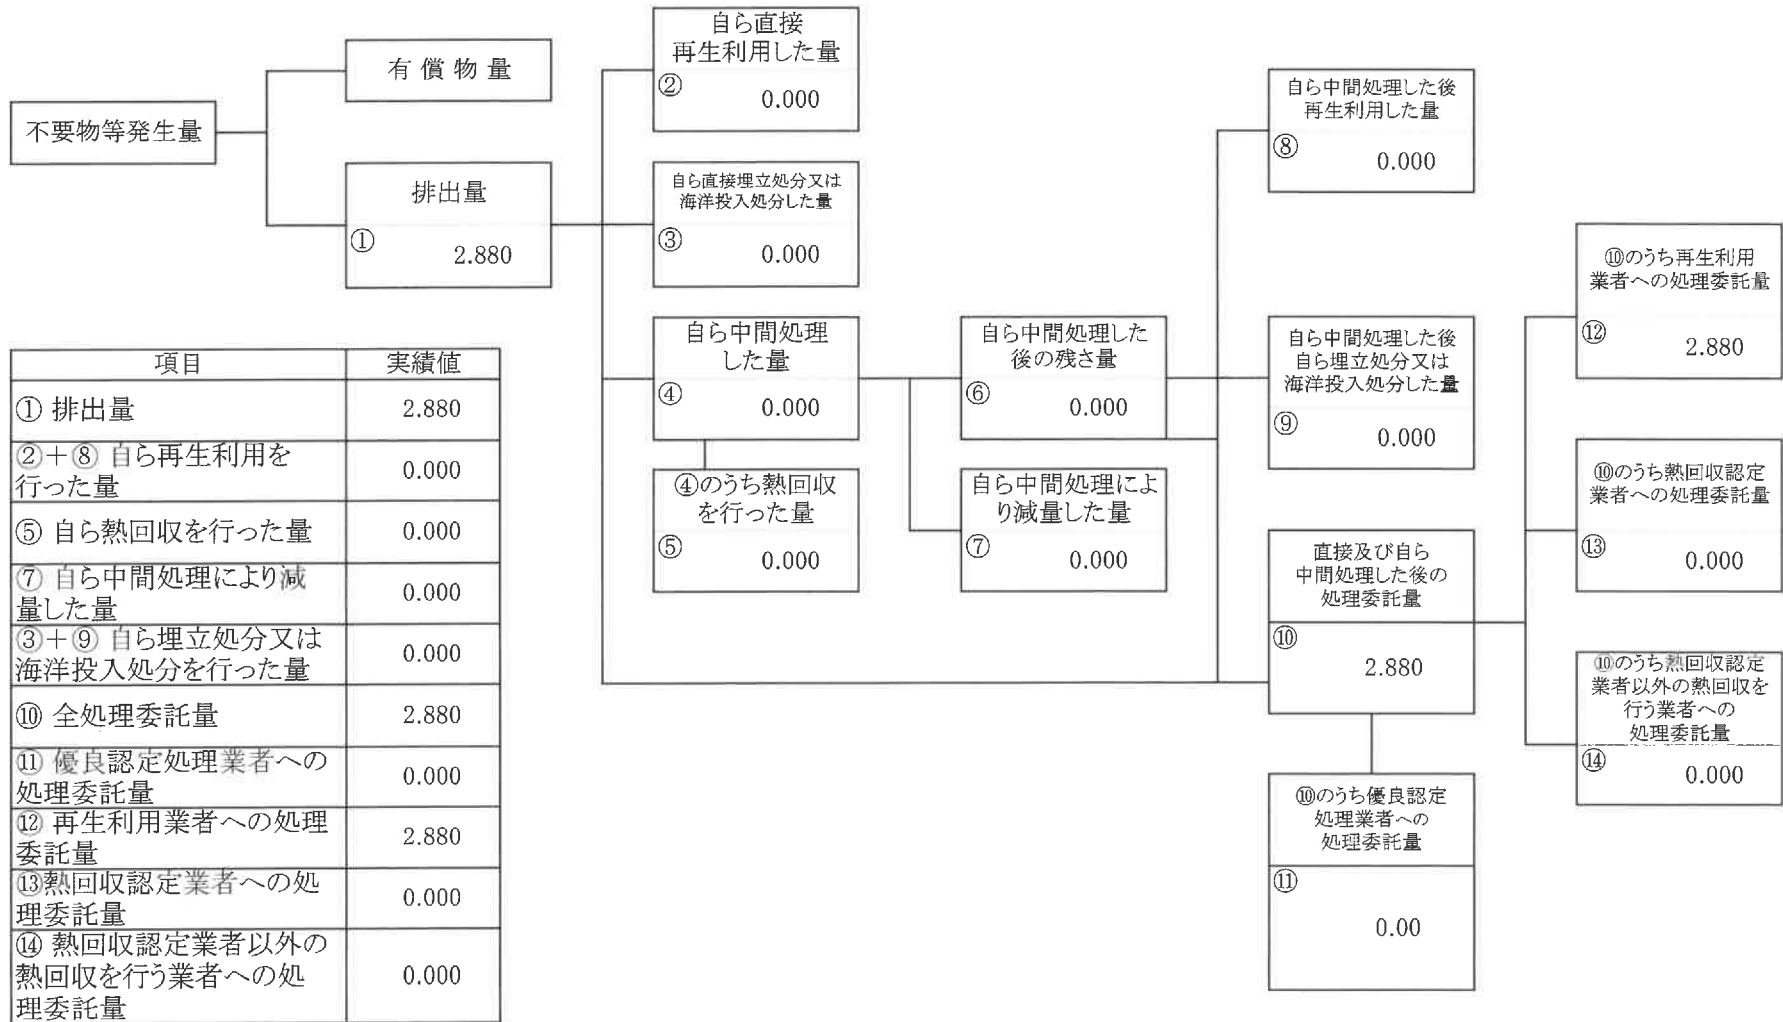 不要物等発生量
有償物量
排出量
①
2.880
自ら直接
再生利用した量
②
0.000
自ら直接埋立処分又は
海洋投入処分した量
③
0.000
自ら中間処理
した量
④
0.000
④のうち熱回収
を行った量
⑤
0.000
自ら中間処理した
後の残さ量
⑥
0.000
自ら中間処理によ
り減量した量
⑦
0.000
自ら中間処理した後
再生利用した量
⑧
0.000
自ら中間処理した後
自ら埋立処分又は
海洋投入処分した量
⑨
0.000
直接及び自ら
中間処理した後の
処理委託量
⑩
2.880
⑩のうち優良認定
処理業者への
処理委託量
⑪
0.00
⑩のうち再生利用
業者への処理委託量
⑫
2.880
⑩のうち熱回収認定
業者への処理委託量
⑬
0.000
⑩のうち熱回収認定
業者以外の熱回収を
行う業者への
処理委託量
⑭
0.000
項目 実績値
① 排出量 2.880
②+⑧ 自ら再生利用を
行った量 0.000
⑤ 自ら熱回収を行った量 0.000
⑦ 自ら中間処理により減
量した量 0.000
③+⑨ 自ら埋立処分又は
海洋投入処分を行った量 0.000
⑩ 全処理委託量 2.880
⑪ 優良認定処理業者への
処理委託量 0.000
⑫ 再生利用業者への処理
委託量 2.880
⑬熱回収認定業者への処
理委託量 0.000
⑭ 熱回収認定業者以外の
熱回収を行う業者への処
理委託量 0.000